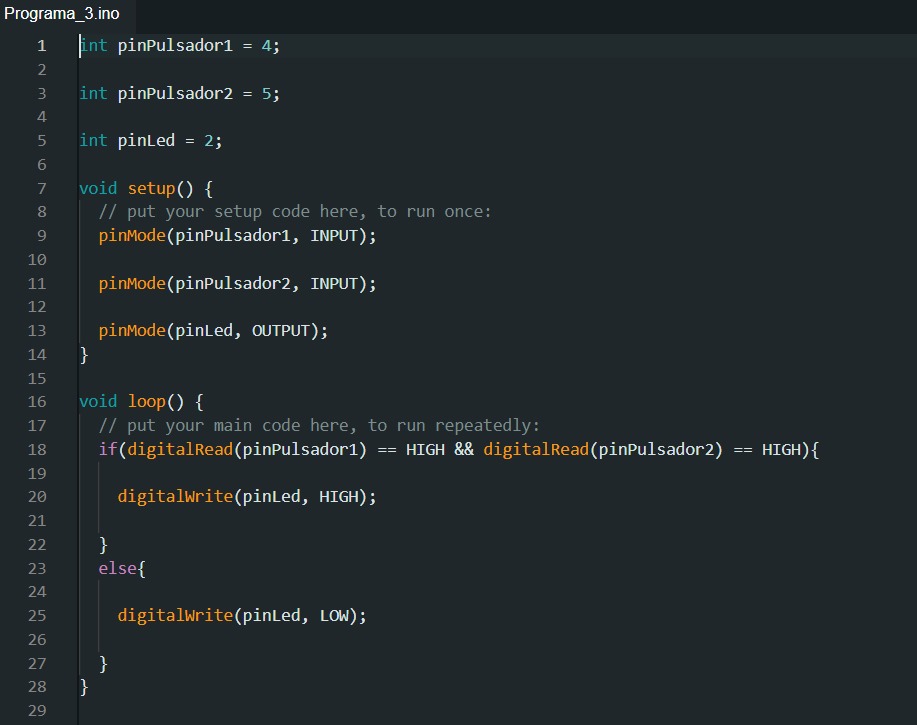 Programa_3.ino
1 int pinPulsador1 = 4;
2
3 int pinPulsador2 = 5;
4
5 int pinLed = 2;
6
7 void setup() {
8   // put your setup code here, to run once:
9   pinMode(pinPulsador1, INPUT);
10
11   pinMode(pinPulsador2, INPUT);
12
13   pinMode(pinLed, OUTPUT);
14 }
15
16 void loop() {
17   // put your main code here, to run repeatedly:
18   if(digitalRead(pinPulsador1) == HIGH && digitalRead(pinPulsador2) == HIGH){
19
20     digitalWrite(pinLed, HIGH);
21
22   }
23   else{
24
25     digitalWrite(pinLed, LOW);
26
27   }
28 }
29